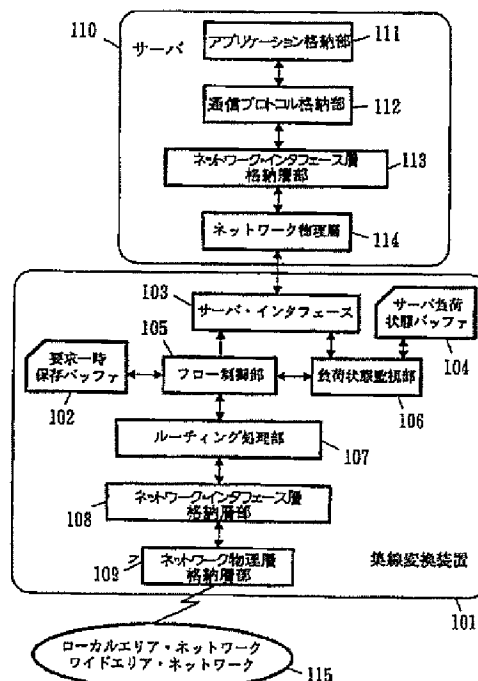 110
サーバ
アプリケーション格納部
111
通信プロトコル格納部
112
ネットワーク・インタフェース層
格納層部
113
ネットワーク物理層
114
103
サーバ・インタフェース
サーバ負荷
状態バッファ
104
105
要求一時
保存バッファ
102
フロー制御部
負荷状態監視部
106
ルーティング処理部
107
ネットワーク・インタフェース層
格納層部
108
ネットワーク物理層
格納層部
109
集線変換装置
101
ローカルエリア・ネットワーク
ワイドエリア・ネットワーク
115